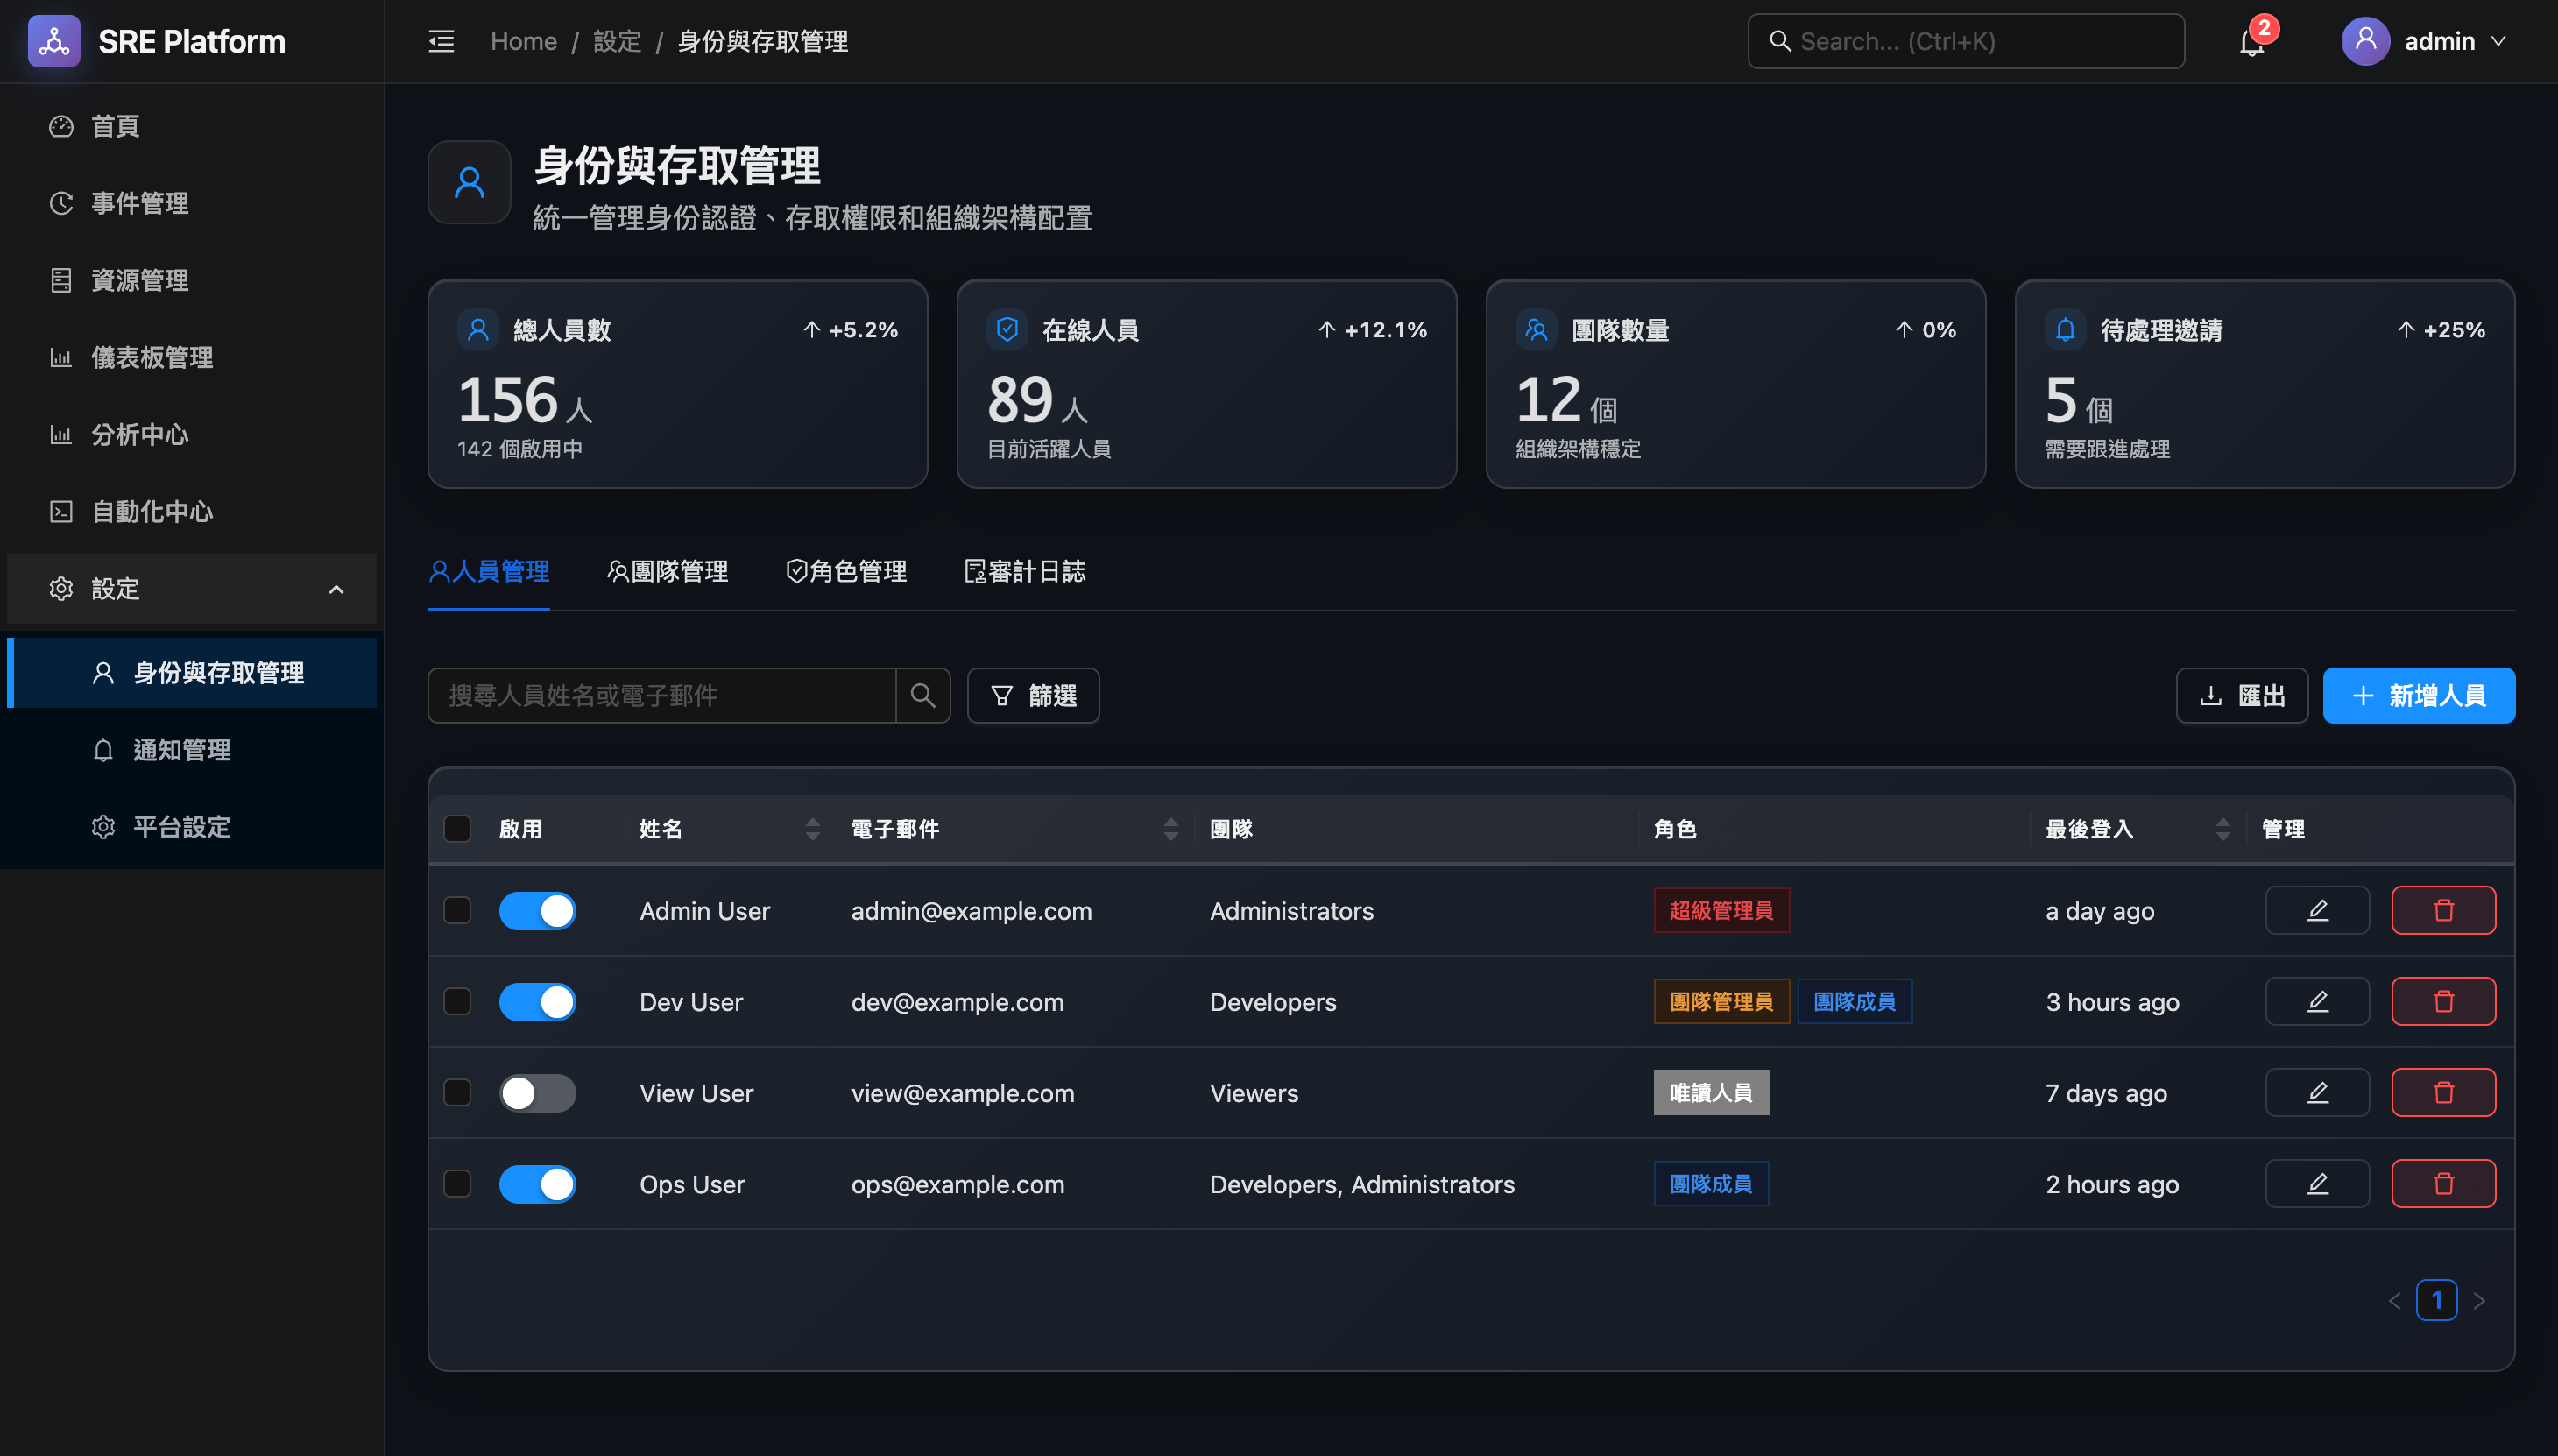 SRE Platform
Home / 設定 / 身份與存取管理
Search... (Ctrl+K)
2
admin
首頁
事件管理
資源管理
儀表板管理
分析中心
自動化中心
設定
身份與存取管理
通知管理
平台設定
身份與存取管理
統一管理身份認證、存取權限和組織架構配置
總人員數 +5.2%
156 人
142 個啟用中
在線人員 +12.1%
89 人
目前活躍人員
團隊數量 0%
12 個
組織架構穩定
待處理邀請 +25%
5 個
需要跟進處理
人員管理 團隊管理 角色管理 審計日誌
搜尋人員姓名或電子郵件 篩選 匯出 新增人員
啟用 姓名 電子郵件 團隊 角色 最後登入 管理
Admin User admin@example.com Administrators 超級管理員 a day ago
Dev User dev@example.com Developers 團隊管理員 團隊成員 3 hours ago
View User view@example.com Viewers 唯讀人員 7 days ago
Ops User ops@example.com Developers, Administrators 團隊成員 2 hours ago
1